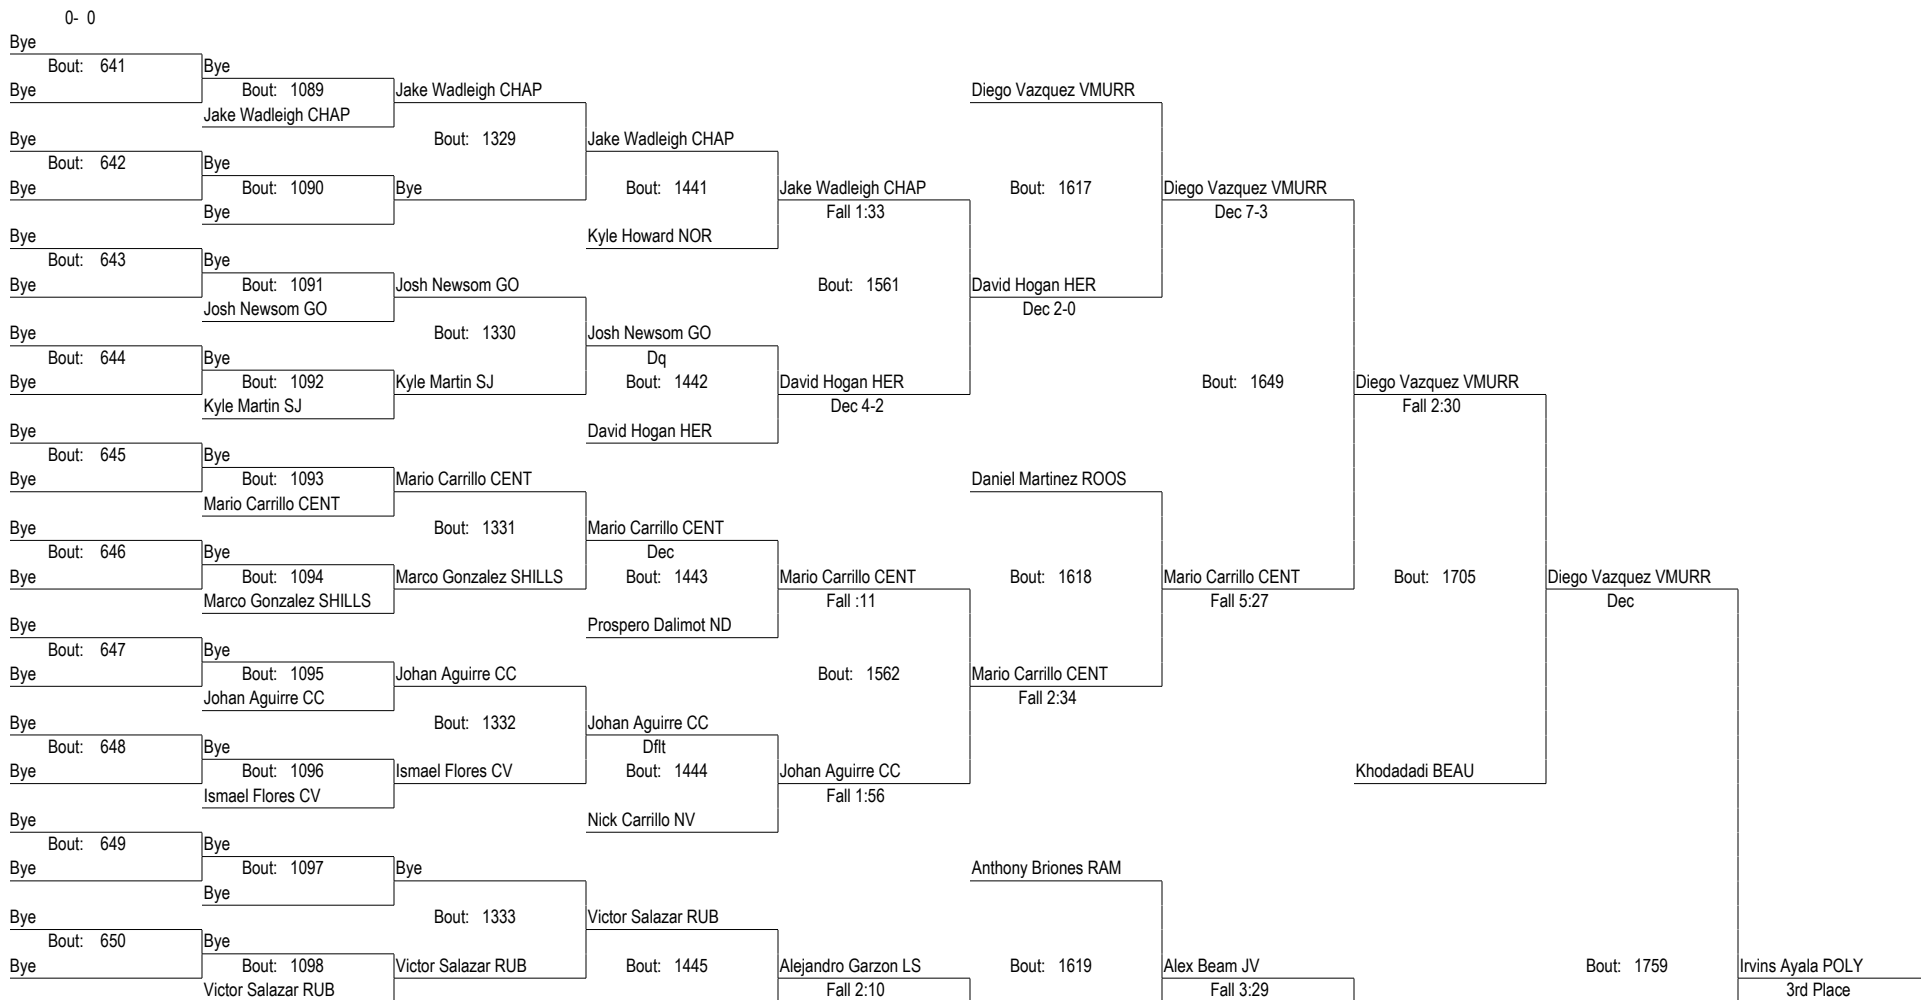 0- 0
Bye
Bout: 641 Bye
Bye Bout: 1089 Jake Wadleigh CHAP Diego Vazquez VMURR
Jake Wadleigh CHAP
Bye Bout: 1329 Jake Wadleigh CHAP
Bout: 642 Bye
Bye Bout: 1090 Bye Bout: 1441 Jake Wadleigh CHAP Bout: 1617 Diego Vazquez VMURR
Bye Fall 1:33 Dec 7-3
Bye Kyle Howard NOR
Bout: 643 Bye
Bye Bout: 1091 Josh Newsom GO Bout: 1561 David Hogan HER
Josh Newsom GO Dec 2-0
Bye Bout: 1330 Josh Newsom GO
Bout: 644 Bye Dq
Bye Bout: 1092 Kyle Martin SJ Bout: 1442 David Hogan HER Bout: 1649 Diego Vazquez VMURR
Kyle Martin SJ Dec 4-2 Fall 2:30
Bye David Hogan HER
Bout: 645 Bye
Bye Bout: 1093 Mario Carrillo CENT Daniel Martinez ROOS
Mario Carrillo CENT
Bye Bout: 1331 Mario Carrillo CENT
Bout: 646 Bye Dec
Bye Bout: 1094 Marco Gonzalez SHILLS Bout: 1443 Mario Carrillo CENT Bout: 1618 Mario Carrillo CENT Bout: 1705 Diego Vazquez VMURR
Marco Gonzalez SHILLS Fall :11 Fall 5:27 Dec
Bye Prospero Dalimot ND
Bout: 647 Bye
Bye Bout: 1095 Johan Aguirre CC Bout: 1562 Mario Carrillo CENT
Johan Aguirre CC Fall 2:34
Bye Bout: 1332 Johan Aguirre CC
Bout: 648 Bye Dflt
Bye Bout: 1096 Ismael Flores CV Bout: 1444 Johan Aguirre CC Khodadadi BEAU
Ismael Flores CV Fall 1:56
Bye Nick Carrillo NV
Bout: 649 Bye
Bye Bout: 1097 Bye Anthony Briones RAM
Bye
Bye Bout: 1333 Victor Salazar RUB
Bout: 650 Bye
Bye Bout: 1098 Victor Salazar RUB Bout: 1445 Alejandro Garzon LS Bout: 1619 Alex Beam JV Bout: 1759 Irvins Ayala POLY
Victor Salazar RUB Fall 2:10 Fall 3:29 3rd Place